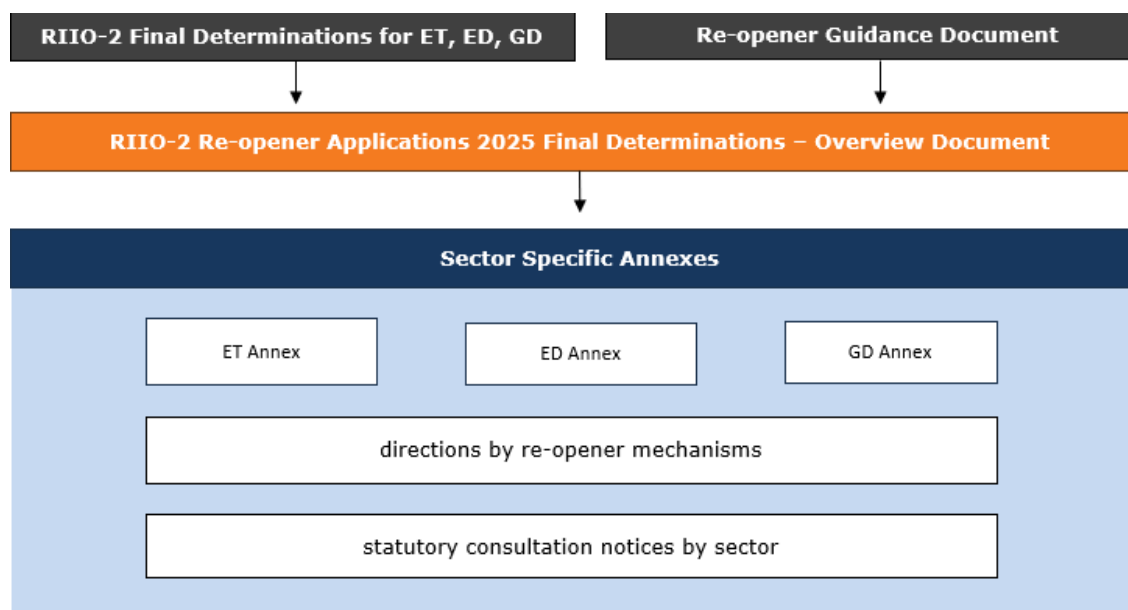 RIIO-2 Final Determinations for ET, ED, GD
Re-opener Guidance Document
RIIO-2 Re-opener Applications 2025 Final Determinations – Overview Document
Sector Specific Annexes
ET Annex
ED Annex
GD Annex
directions by re-opener mechanisms
statutory consultation notices by sector